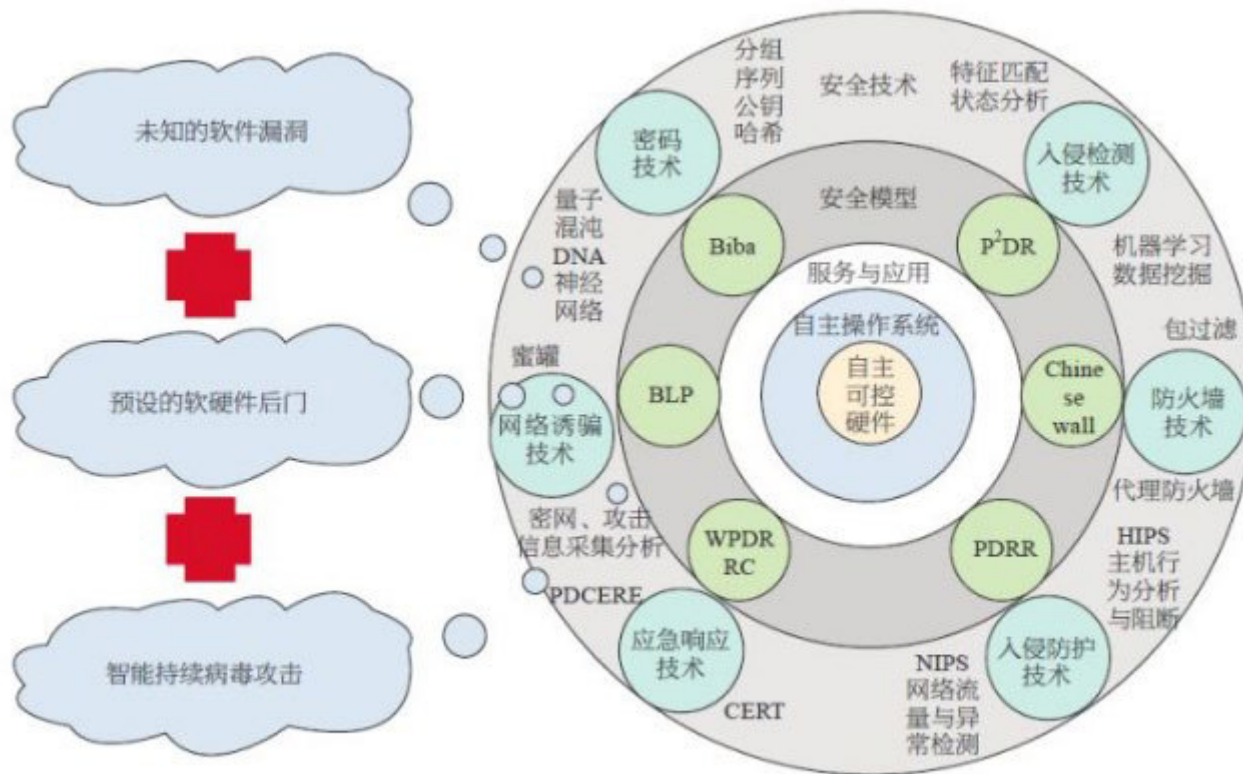 未知的软件漏洞
预设的软硬件后门
智能持续病毒攻击
安全技术
分组
序列
公钥
哈希
密码
技术
量子
混沌
DNA
神经
网络
特征匹配
状态分析
入侵检测
技术
机器学习
数据挖掘
安全模型
Biba
P²DR
服务与应用
自主操作系统
自主
可控
硬件
BLP
Chine
se
wall
WPDR
RC
PDRR
蜜罐
网络诱骗
技术
密网、攻击
信息采集分析
包过滤
防火墙
技术
代理防火墙
PDCERE
应急响应
技术
CERT
HIPS
主机行
为分析
与阻断
入侵防护
技术
NIPS
网络流
量与异
常检测